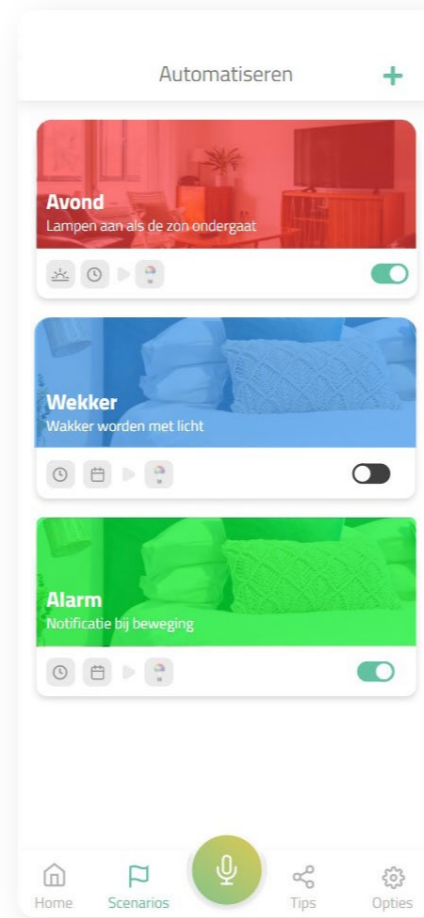 Automatiseren
Avond
Lampen aan als de zon ondergaat
Wekker
Wakker worden met licht
Alarm
Notificatie bij beweging
Home
Scenarios
Tips
Opties